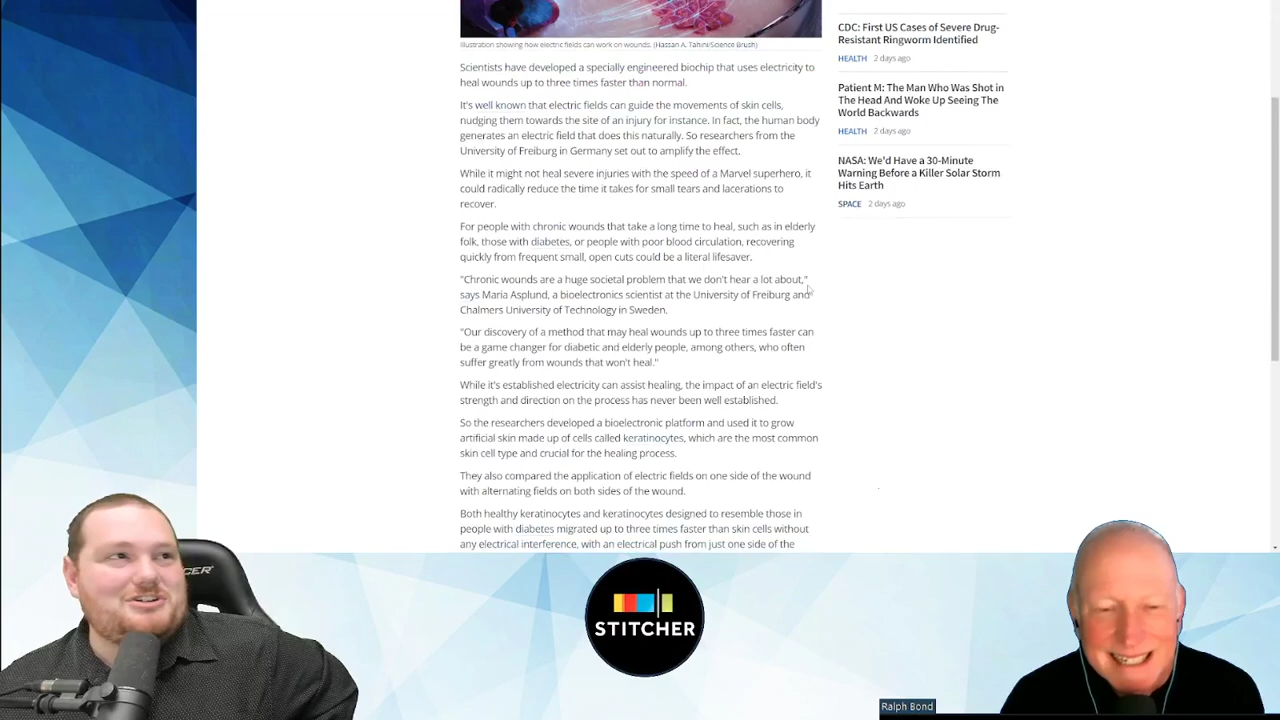 Illustration showing how electric fields can work on wounds. (Hassan A. Tahini/Science Brush)
Scientists have developed a specially engineered biochip that uses electricity to
heal wounds up to three times faster than normal.
It's well known that electric fields can guide the movements of skin cells,
nudging them towards the site of an injury for instance. In fact, the human body
generates an electric field that does this naturally. So researchers from the
University of Freiburg in Germany set out to amplify the effect.
While it might not heal severe injuries with the speed of a Marvel superhero, it
could radically reduce the time it takes for small tears and lacerations to
recover.
For people with chronic wounds that take a long time to heal, such as in elderly
folk, those with diabetes, or people with poor blood circulation, recovering
quickly from frequent small, open cuts could be a literal lifesaver.
"Chronic wounds are a huge societal problem that we don't hear a lot about,"
says Maria Asplund, a bioelectronics scientist at the University of Freiburg and
Chalmers University of Technology in Sweden.
"Our discovery of a method that may heal wounds up to three times faster can
be a game changer for diabetic and elderly people, among others, who often
suffer greatly from wounds that won't heal."
While it's established electricity can assist healing, the impact of an electric field's
strength and direction on the process has never been well established.
So the researchers developed a bioelectronic platform and used it to grow
artificial skin made up of cells called keratinocytes, which are the most common
skin cell type and crucial for the healing process.
They also compared the application of electric fields on one side of the wound
with alternating fields on both sides of the wound.
Both healthy keratinocytes and keratinocytes designed to resemble those in
people with diabetes migrated up to three times faster than skin cells without
any electrical interference, with an electrical push from just one side of the
CDC: First US Cases of Severe Drug-
Resistant Ringworm Identified
HEALTH 2 days ago
Patient M: The Man Who Was Shot in
The Head And Woke Up Seeing The
World Backwards
HEALTH 2 days ago
NASA: We'd Have a 30-Minute
Warning Before a Killer Solar Storm
Hits Earth
SPACE 2 days ago
STITCHER
Ralph Bond